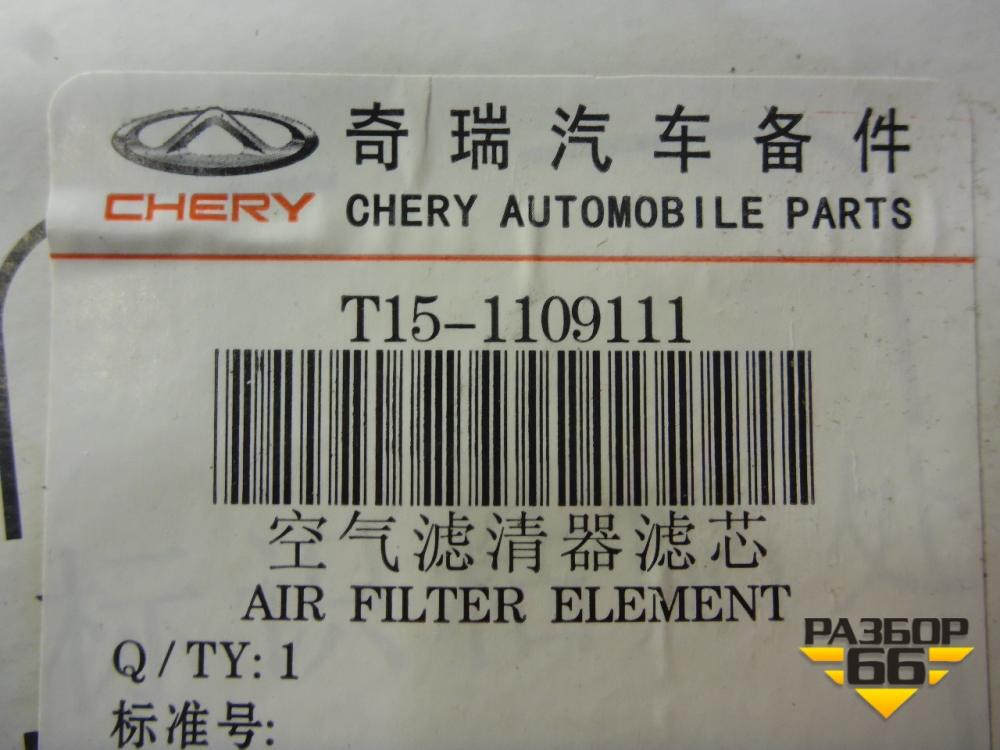 奇瑞汽车备件
CHERY
CHERY AUTOMOBILE PARTS
T15-1109111
空气滤清器滤芯
AIR FILTER ELEMENT
Q/TY: 1
标准号:
РАЗБОР
66